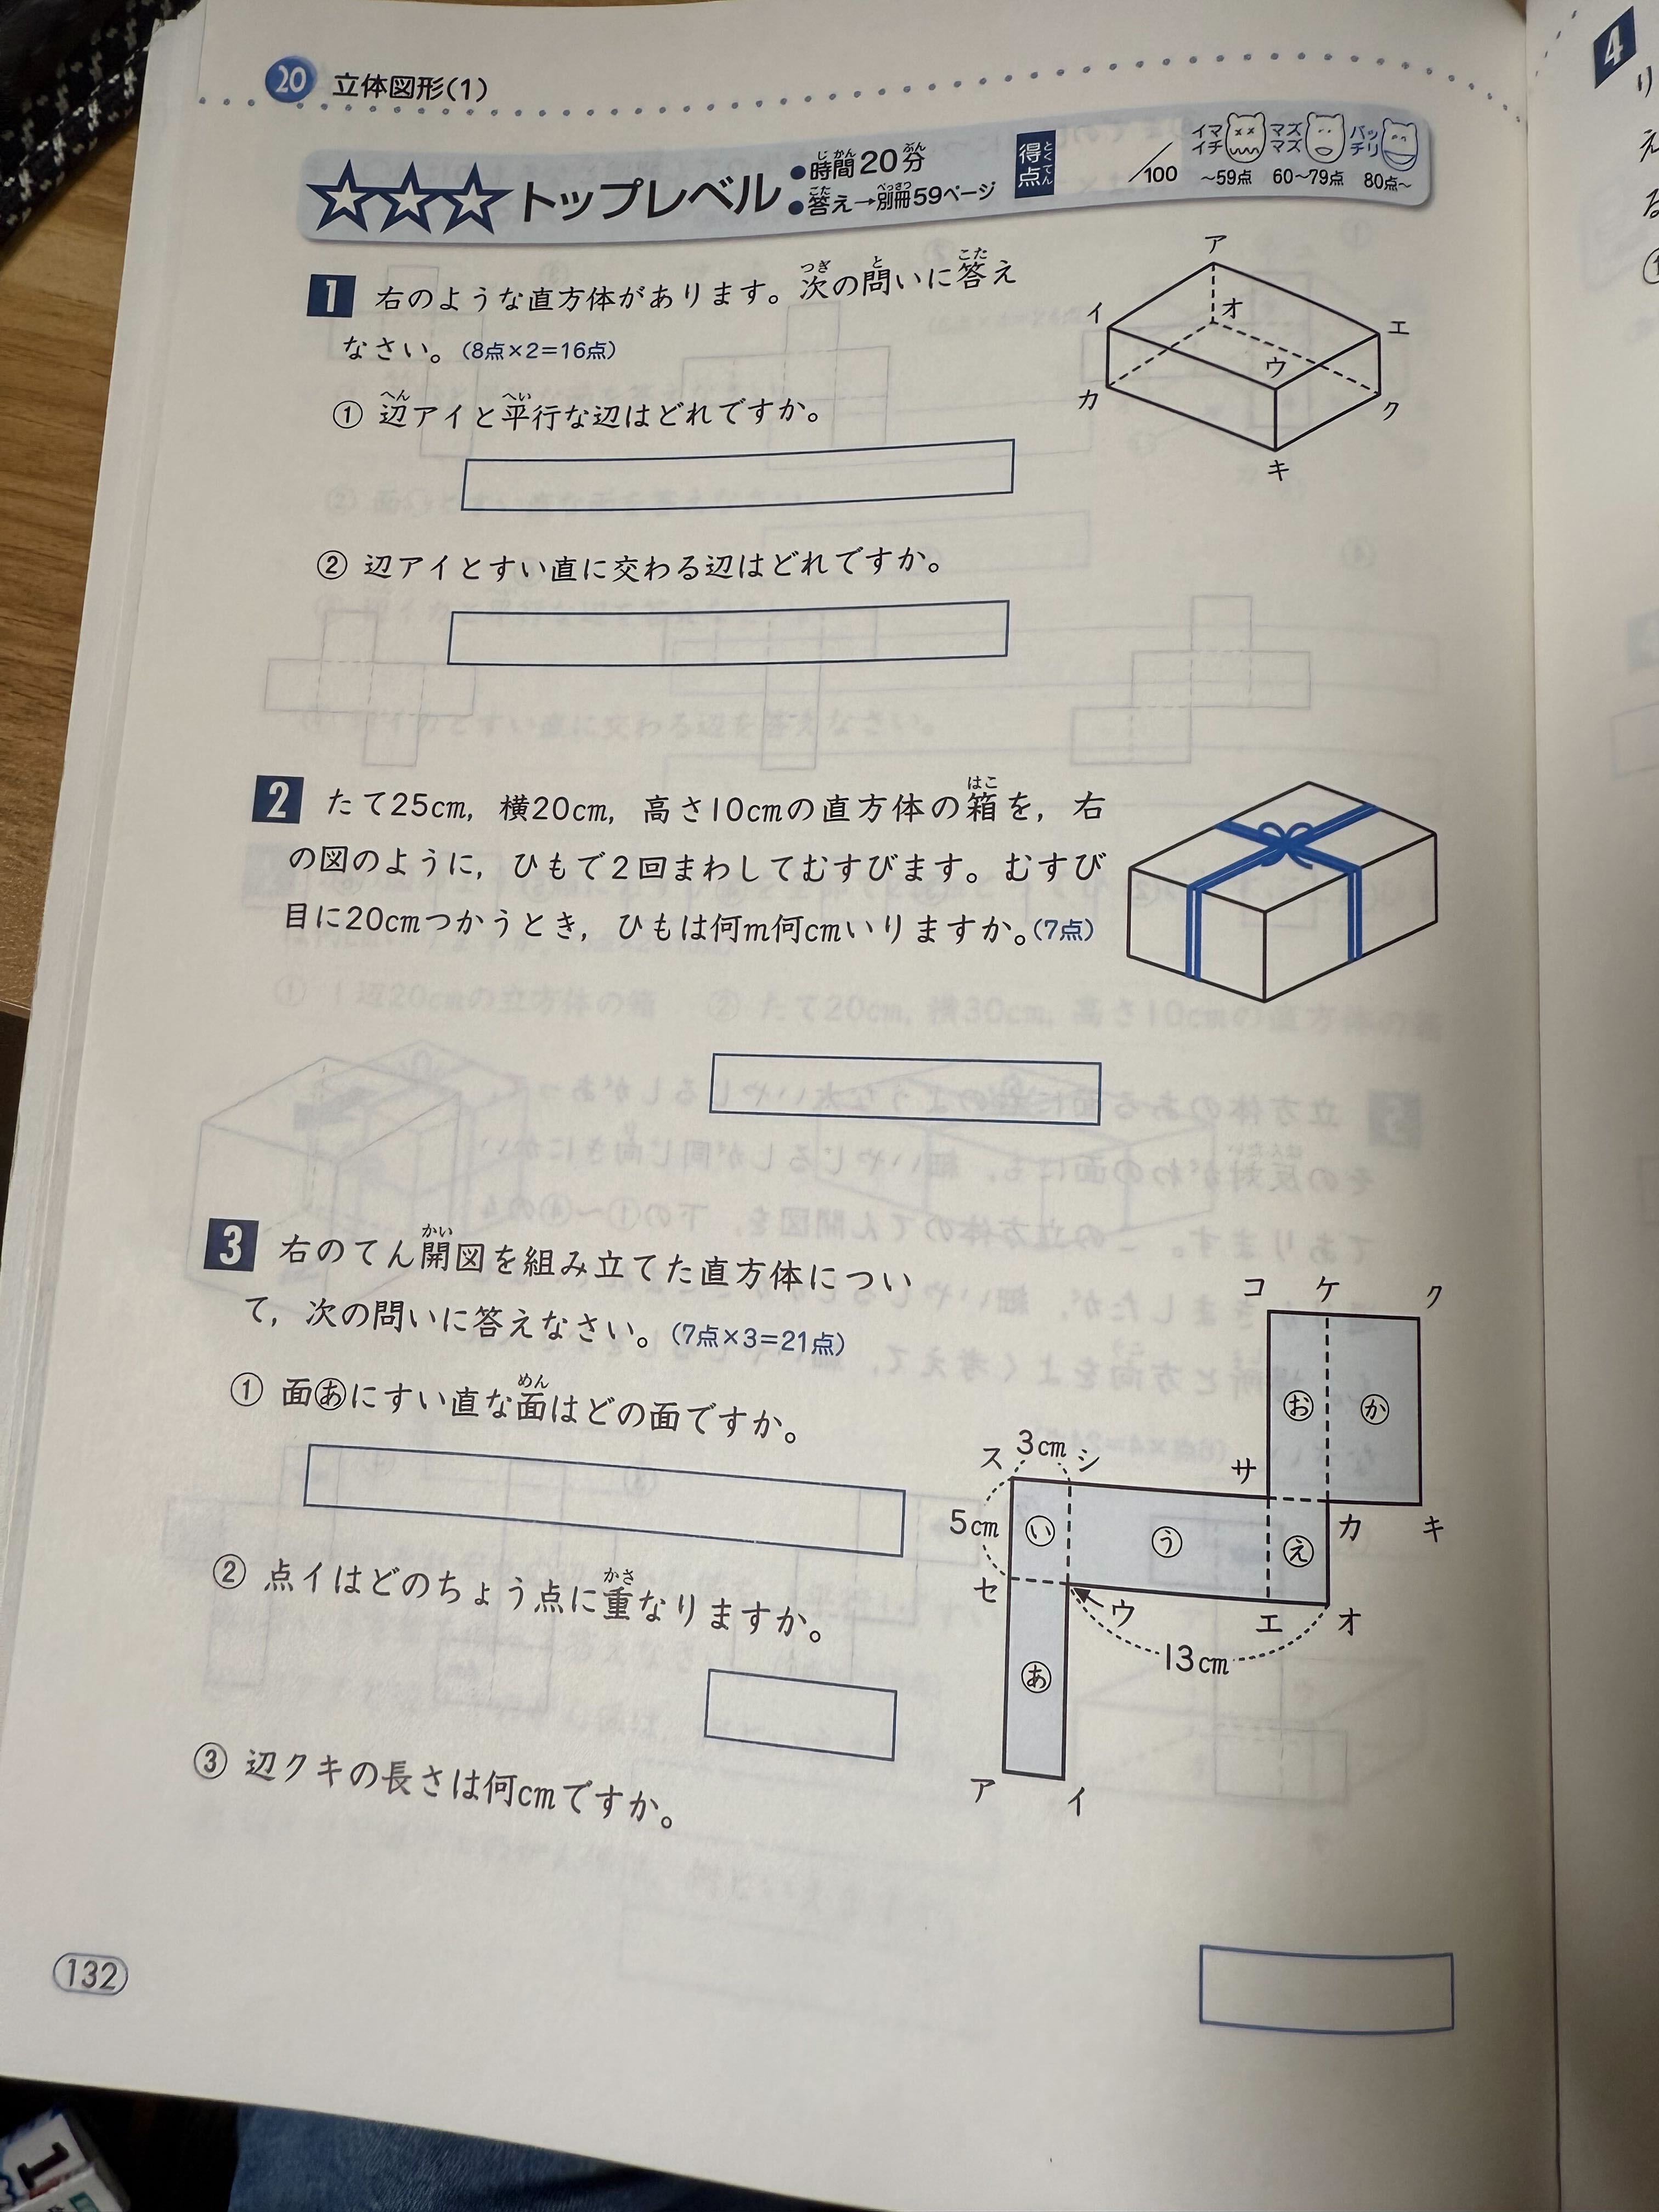 20 立体図形(1)
トップレベル
●時間20分
●答え→別冊59ページ
得点
/100
イマイチ
～59点
マズマズ
60～79点
バッチリ
80点～
1 右のような直方体があります。次の問いに答え
なさい。(8点×2=16点)
① 辺アイと平行な辺はどれですか。
② 辺アイとすい直に交わる辺はどれですか。
ア
イ
オ
エ
ウ
カ
ク
キ
2 たて25cm, 横20cm, 高さ10cmの直方体の箱を, 右
の図のように, ひもで2回まわしてむすびます。むすび
目に20cmつかうとき, ひもは何m何cmいりますか。(7点)
3 右のてん開図を組み立てた直方体につい
て, 次の問いに答えなさい。(7点×3=21点)
① 面あにすい直な面はどの面ですか。
② 点イはどのちょう点に重なりますか。
③ 辺クキの長さは何cmですか。
コ ケ ク
お か
ス 3cm シ サ
カ キ
5cm い う え
セ ウ エ オ
13cm
あ
ア イ
132
4